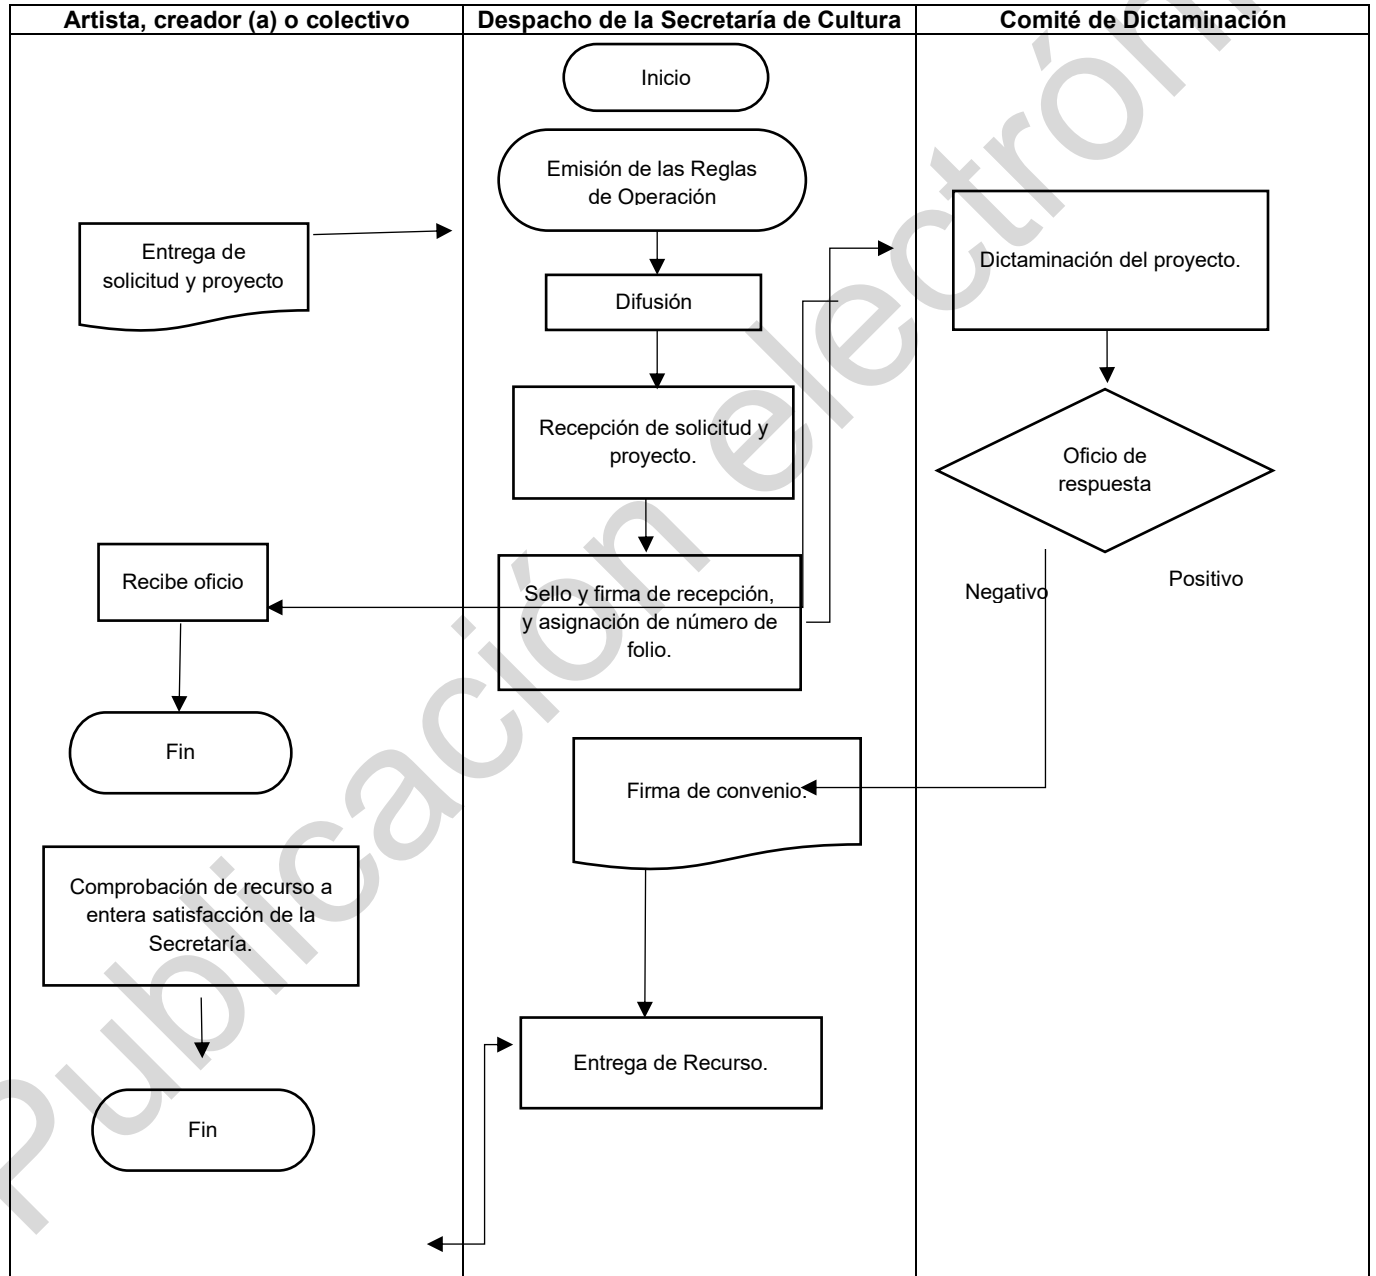 Artista, creador (a) o colectivo
Despacho de la Secretaría de Cultura
Comité de Dictaminación
Inicio
Emisión de las Reglas
de Operación
Entrega de
solicitud y proyecto
Difusión
Dictaminación del proyecto.
Recepción de solicitud y
proyecto.
Oficio de
respuesta
Recibe oficio
Sello y firma de recepción,
y asignación de número de
folio.
Negativo
Positivo
Fin
Firma de convenio.
Comprobación de recurso a
entera satisfacción de la
Secretaría.
Entrega de Recurso.
Fin
Publicación electrón